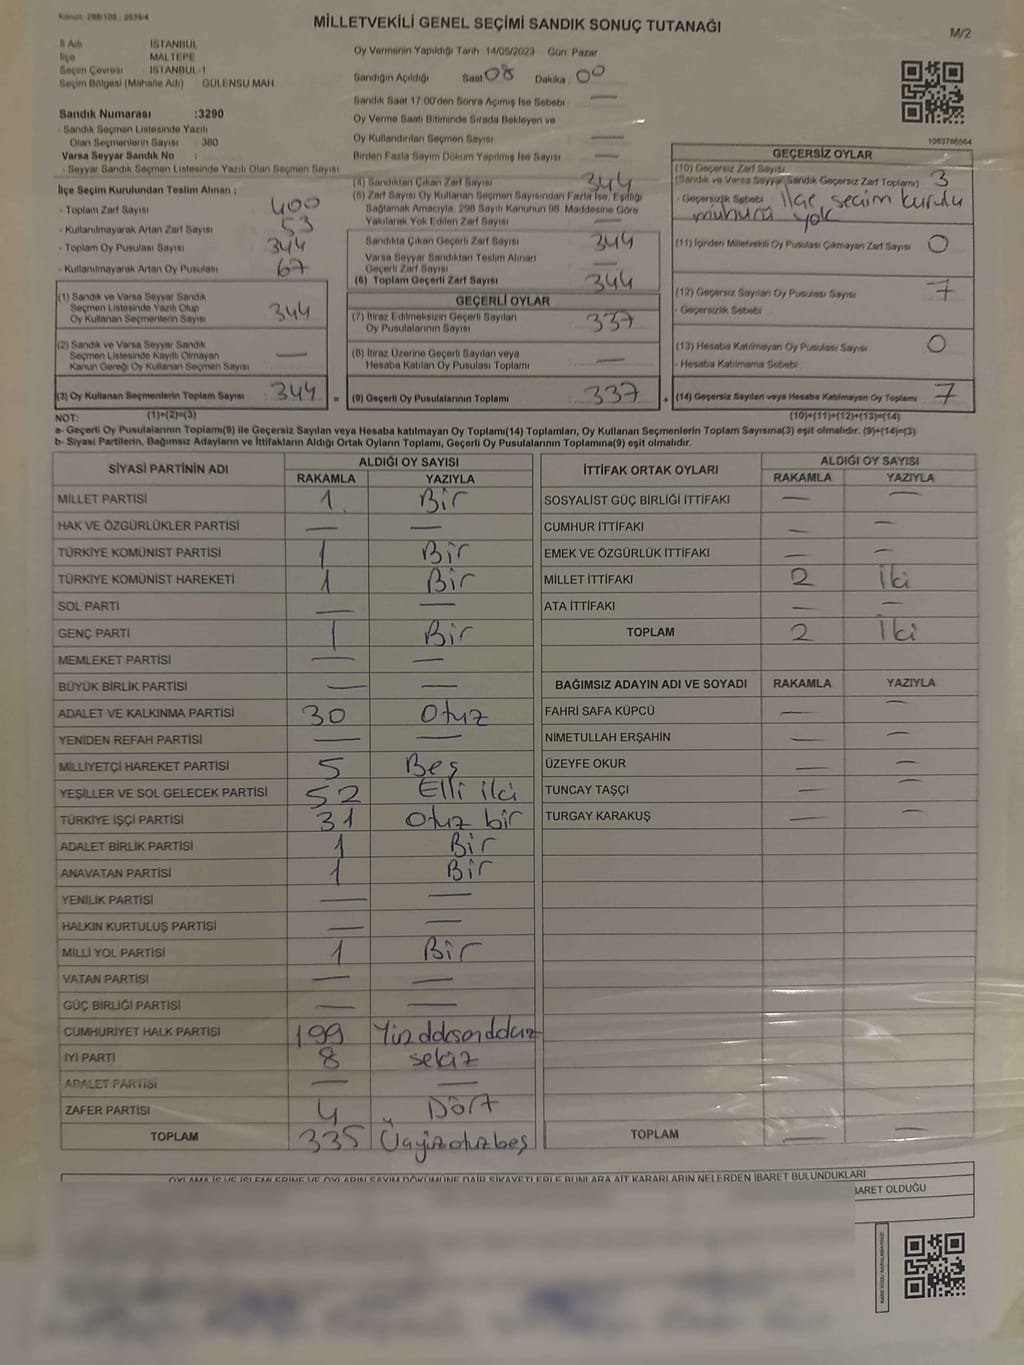 Kanun: 298/105 , 2839/4
MİLLETVEKİLİ GENEL SEÇİMİ SANDIK SONUÇ TUTANAĞI
M/2
İl Adı İSTANBUL
İlçe MALTEPE
Seçim Çevresi İSTANBUL-1
Seçim Bölgesi (Mahalle Adı) GÜLENSU MAH.
Oy Vermenin Yapıldığı Tarih 14/05/2023 Gün: Pazar
Sandığın Açıldığı Saat 08 Dakika : 00
Sandık Saat 17:00'den Sonra Açımış İse Sebebi —
Oy Verme Saati Bitiminde Sırada Bekleyen ve
Oy Kullandırılan Seçmen Sayısı —
Birden Fazla Sayım Döküm Yapılmış İse Sayısı —
Sandık Numarası :3290
- Sandık Seçmen Listesinde Yazılı
Olan Seçmenlerin Sayısı : 380
Varsa Seyyar Sandık No :
- Seyyar Sandık Seçmen Listesinde Yazılı Olan Seçmen Sayısı
İlçe Seçim Kurulundan Teslim Alınan ;
- Toplam Zarf Sayısı 400
- Kullanılmayarak Artan Zarf Sayısı 53
- Toplam Oy Pusulası Sayısı 344
- Kullanılmayarak Artan Oy Pusulası 67
(1) Sandık ve Varsa Seyyar Sandık
Seçmen Listesinde Yazılı Olup
Oy Kullanan Seçmenlerin Sayısı 344
(2) Sandık ve Varsa Seyyar Sandık
Seçmen Listesinde Kayıtlı Olmayan
Kanun Gereği Oy Kullanan Seçmen Sayısı —
(3) Oy Kullanan Seçmenlerin Toplam Sayısı 344 =
(1)+(2)=(3)
(4) Sandıktan Çıkan Zarf Sayısı 344
(5) Zarf Sayısı Oy Kullanan Seçmen Sayısından Fazla İse, Eşitliği
Sağlamak Amacıyla, 298 Sayılı Kanunun 98. Maddesine Göre
Yakılarak Yok Edilen Zarf Sayısı —
Sandıkta Çıkan Geçerli Zarf Sayısı 344
Varsa Seyyar Sandıktan Teslim Alınan
Geçerli Zarf Sayısı —
(6) Toplam Geçerli Zarf Sayısı 344
GEÇERLİ OYLAR
(7) İtiraz Edilmeksizin Geçerli Sayılan
Oy Pusulalarının Sayısı 337
(8) İtiraz Üzerine Geçerli Sayılan veya
Hesaba Katılan Oy Pusulası Toplamı —
(9) Geçerli Oy Pusulalarının Toplamı 337 +
1083786564
GEÇERSİZ OYLAR
(10) Geçersiz Zarf Sayısı
(Sandık ve Varsa Seyyar Sandık Geçersiz Zarf Toplamı) 3
- Geçersizlik Sebebi İlçe seçim kurulu
mühürü yok
(11) İçinden Milletvekili Oy Pusulası Çıkmayan Zarf Sayısı 0
(12) Geçersiz Sayılan Oy Pusulası Sayısı 7
- Geçersizlik Sebebi
(13) Hesaba Katılmayan Oy Pusulası Sayısı 0
- Hesaba Katılmama Sebebi
(14) Geçersiz Sayılan veya Hesaba Katılmayan Oy Toplamı 7
(10)+(11)+(12)+(13)=(14)
NOT:
a- Geçerli Oy Pusulalarının Toplamı(9) ile Geçersiz Sayılan veya Hesaba katılmayan Oy Toplamı(14) Toplamları, Oy Kullanan Seçmenlerin Toplam Sayısına(3) eşit olmalıdır. (9)+(14)=(3)
b- Siyasi Partilerin, Bağımsız Adayların ve İttifakların Aldığı Ortak Oyların Toplamı, Geçerli Oy Pusulalarının Toplamına(9) eşit olmalıdır.
SİYASİ PARTİNİN ADI ALDIĞI OY SAYISI
RAKAMLA YAZIYLA
MİLLET PARTİSİ 1 Bir
HAK VE ÖZGÜRLÜKLER PARTİSİ — —
TÜRKİYE KOMÜNİST PARTİSİ 1 Bir
TÜRKİYE KOMÜNİST HAREKETİ 1 Bir
SOL PARTİ — —
GENÇ PARTİ 1 Bir
MEMLEKET PARTİSİ — —
BÜYÜK BİRLİK PARTİSİ — —
ADALET VE KALKINMA PARTİSİ 30 Otuz
YENİDEN REFAH PARTİSİ — —
MİLLİYETÇİ HAREKET PARTİSİ 5 Beş
YEŞİLLER VE SOL GELECEK PARTİSİ 52 Elli iki
TÜRKİYE İŞÇİ PARTİSİ 31 Otuz bir
ADALET BİRLİK PARTİSİ 1 Bir
ANAVATAN PARTİSİ 1 Bir
YENİLİK PARTİSİ — —
HALKIN KURTULUŞ PARTİSİ — —
MİLLİ YOL PARTİSİ 1 Bir
VATAN PARTİSİ — —
GÜÇ BİRLİĞİ PARTİSİ — —
CUMHURİYET HALK PARTİSİ 199 Yüzdoksandokuz
İYİ PARTİ 8 sekiz
ADALET PARTİSİ — —
ZAFER PARTİSİ 4 Dört
TOPLAM 335 Üçyüzotuzbeş
İTTİFAK ORTAK OYLARI ALDIĞI OY SAYISI
RAKAMLA YAZIYLA
SOSYALİST GÜÇ BİRLİĞİ İTTİFAKI — —
CUMHUR İTTİFAKI — —
EMEK VE ÖZGÜRLÜK İTTİFAKI — —
MİLLET İTTİFAKI 2 İki
ATA İTTİFAKI — —
TOPLAM 2 İki
BAĞIMSIZ ADAYIN ADI VE SOYADI RAKAMLA YAZIYLA
FAHRİ SAFA KÜPCÜ — —
NİMETULLAH ERŞAHİN — —
ÜZEYFE OKUR — —
TUNCAY TAŞÇI — —
TURGAY KARAKUŞ — —
TOPLAM — —
OYLAMA İŞ VE İŞLEMLERİNE VE OYLARIN SAYIM DÖKÜMÜNE DAİR ŞİKAYETLERLE BUNLARA AİT KARARLARIN NELERDEN İBARET BULUNDUKLARI
İBARET OLDUĞU